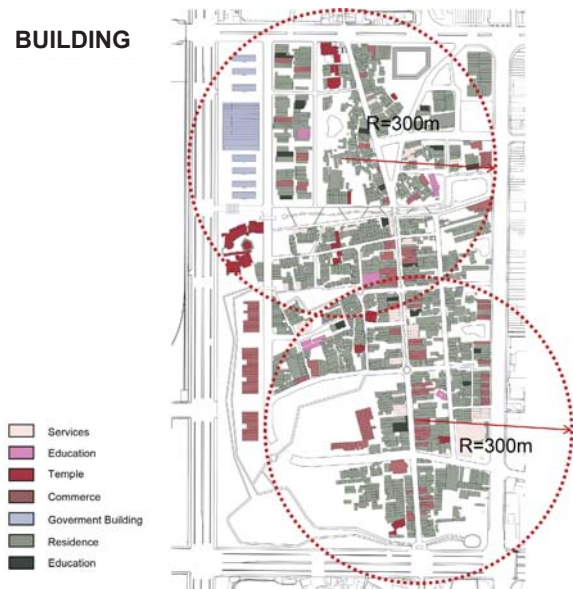 BUILDING
R=300m
R=300m
Services
Education
Temple
Commerce
Goverment Building
Residence
Education